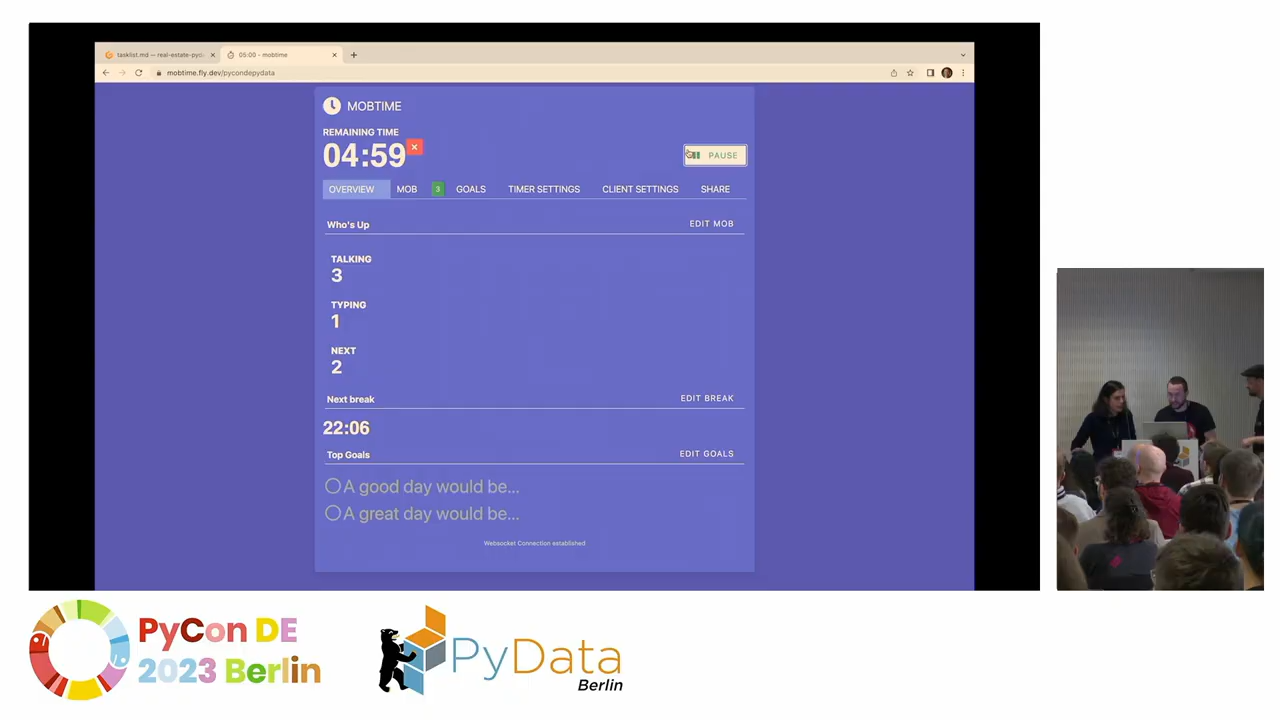 tasklist.md — real-estate-pyc
05:00 - mobtime
mobtime.fly.dev/pycondepydata
MOBTIME
REMAINING TIME
04:59
PAUSE
OVERVIEW
MOB
3
GOALS
TIMER SETTINGS
CLIENT SETTINGS
SHARE
Who's Up
EDIT MOB
TALKING
3
TYPING
1
NEXT
2
Next break
EDIT BREAK
22:06
Top Goals
EDIT GOALS
A good day would be...
A great day would be...
Websocket Connection established
PyCon DE
2023 Berlin
PyData
Berlin